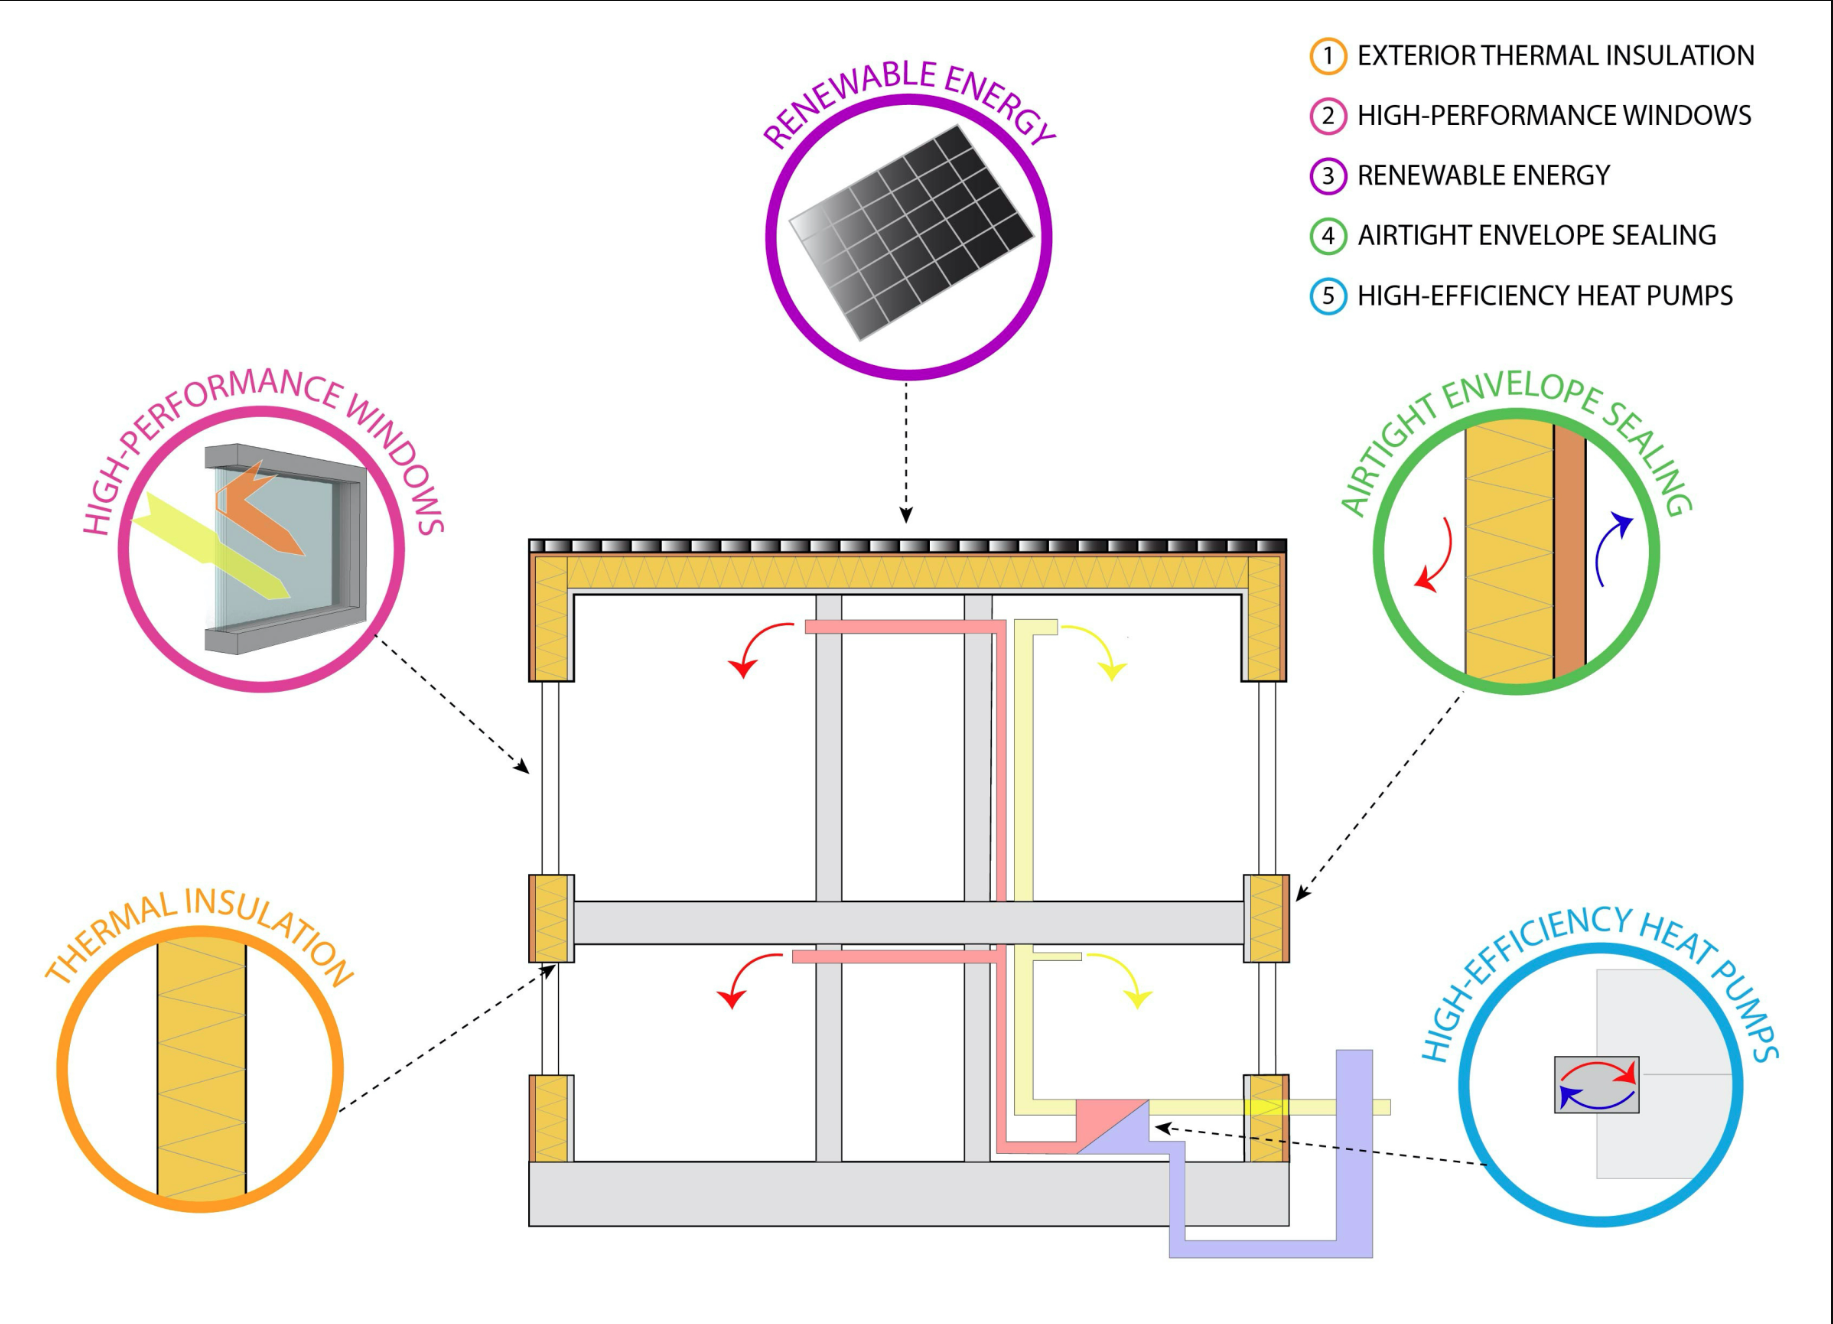 RENEWABLE ENERGY
1 EXTERIOR THERMAL INSULATION
2 HIGH-PERFORMANCE WINDOWS
3 RENEWABLE ENERGY
4 AIRTIGHT ENVELOPE SEALING
5 HIGH-EFFICIENCY HEAT PUMPS
HIGH-PERFORMANCE WINDOWS
AIRTIGHT ENVELOPE SEALING
THERMAL INSULATION
HIGH-EFFICIENCY HEAT PUMPS